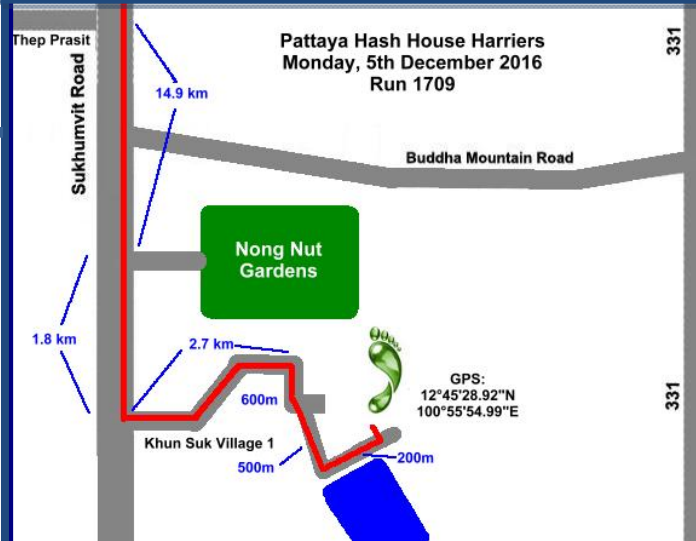 Thep Prasit
Pattaya Hash House Harriers
Monday, 5th December 2016
Run 1709
331
Sukhumvit Road
14.9 km
Buddha Mountain Road
Nong Nut
Gardens
1.8 km
2.7 km
GPS:
12°45'28.92"N
100°55'54.99"E
331
600m
Khun Suk Village 1
500m
200m